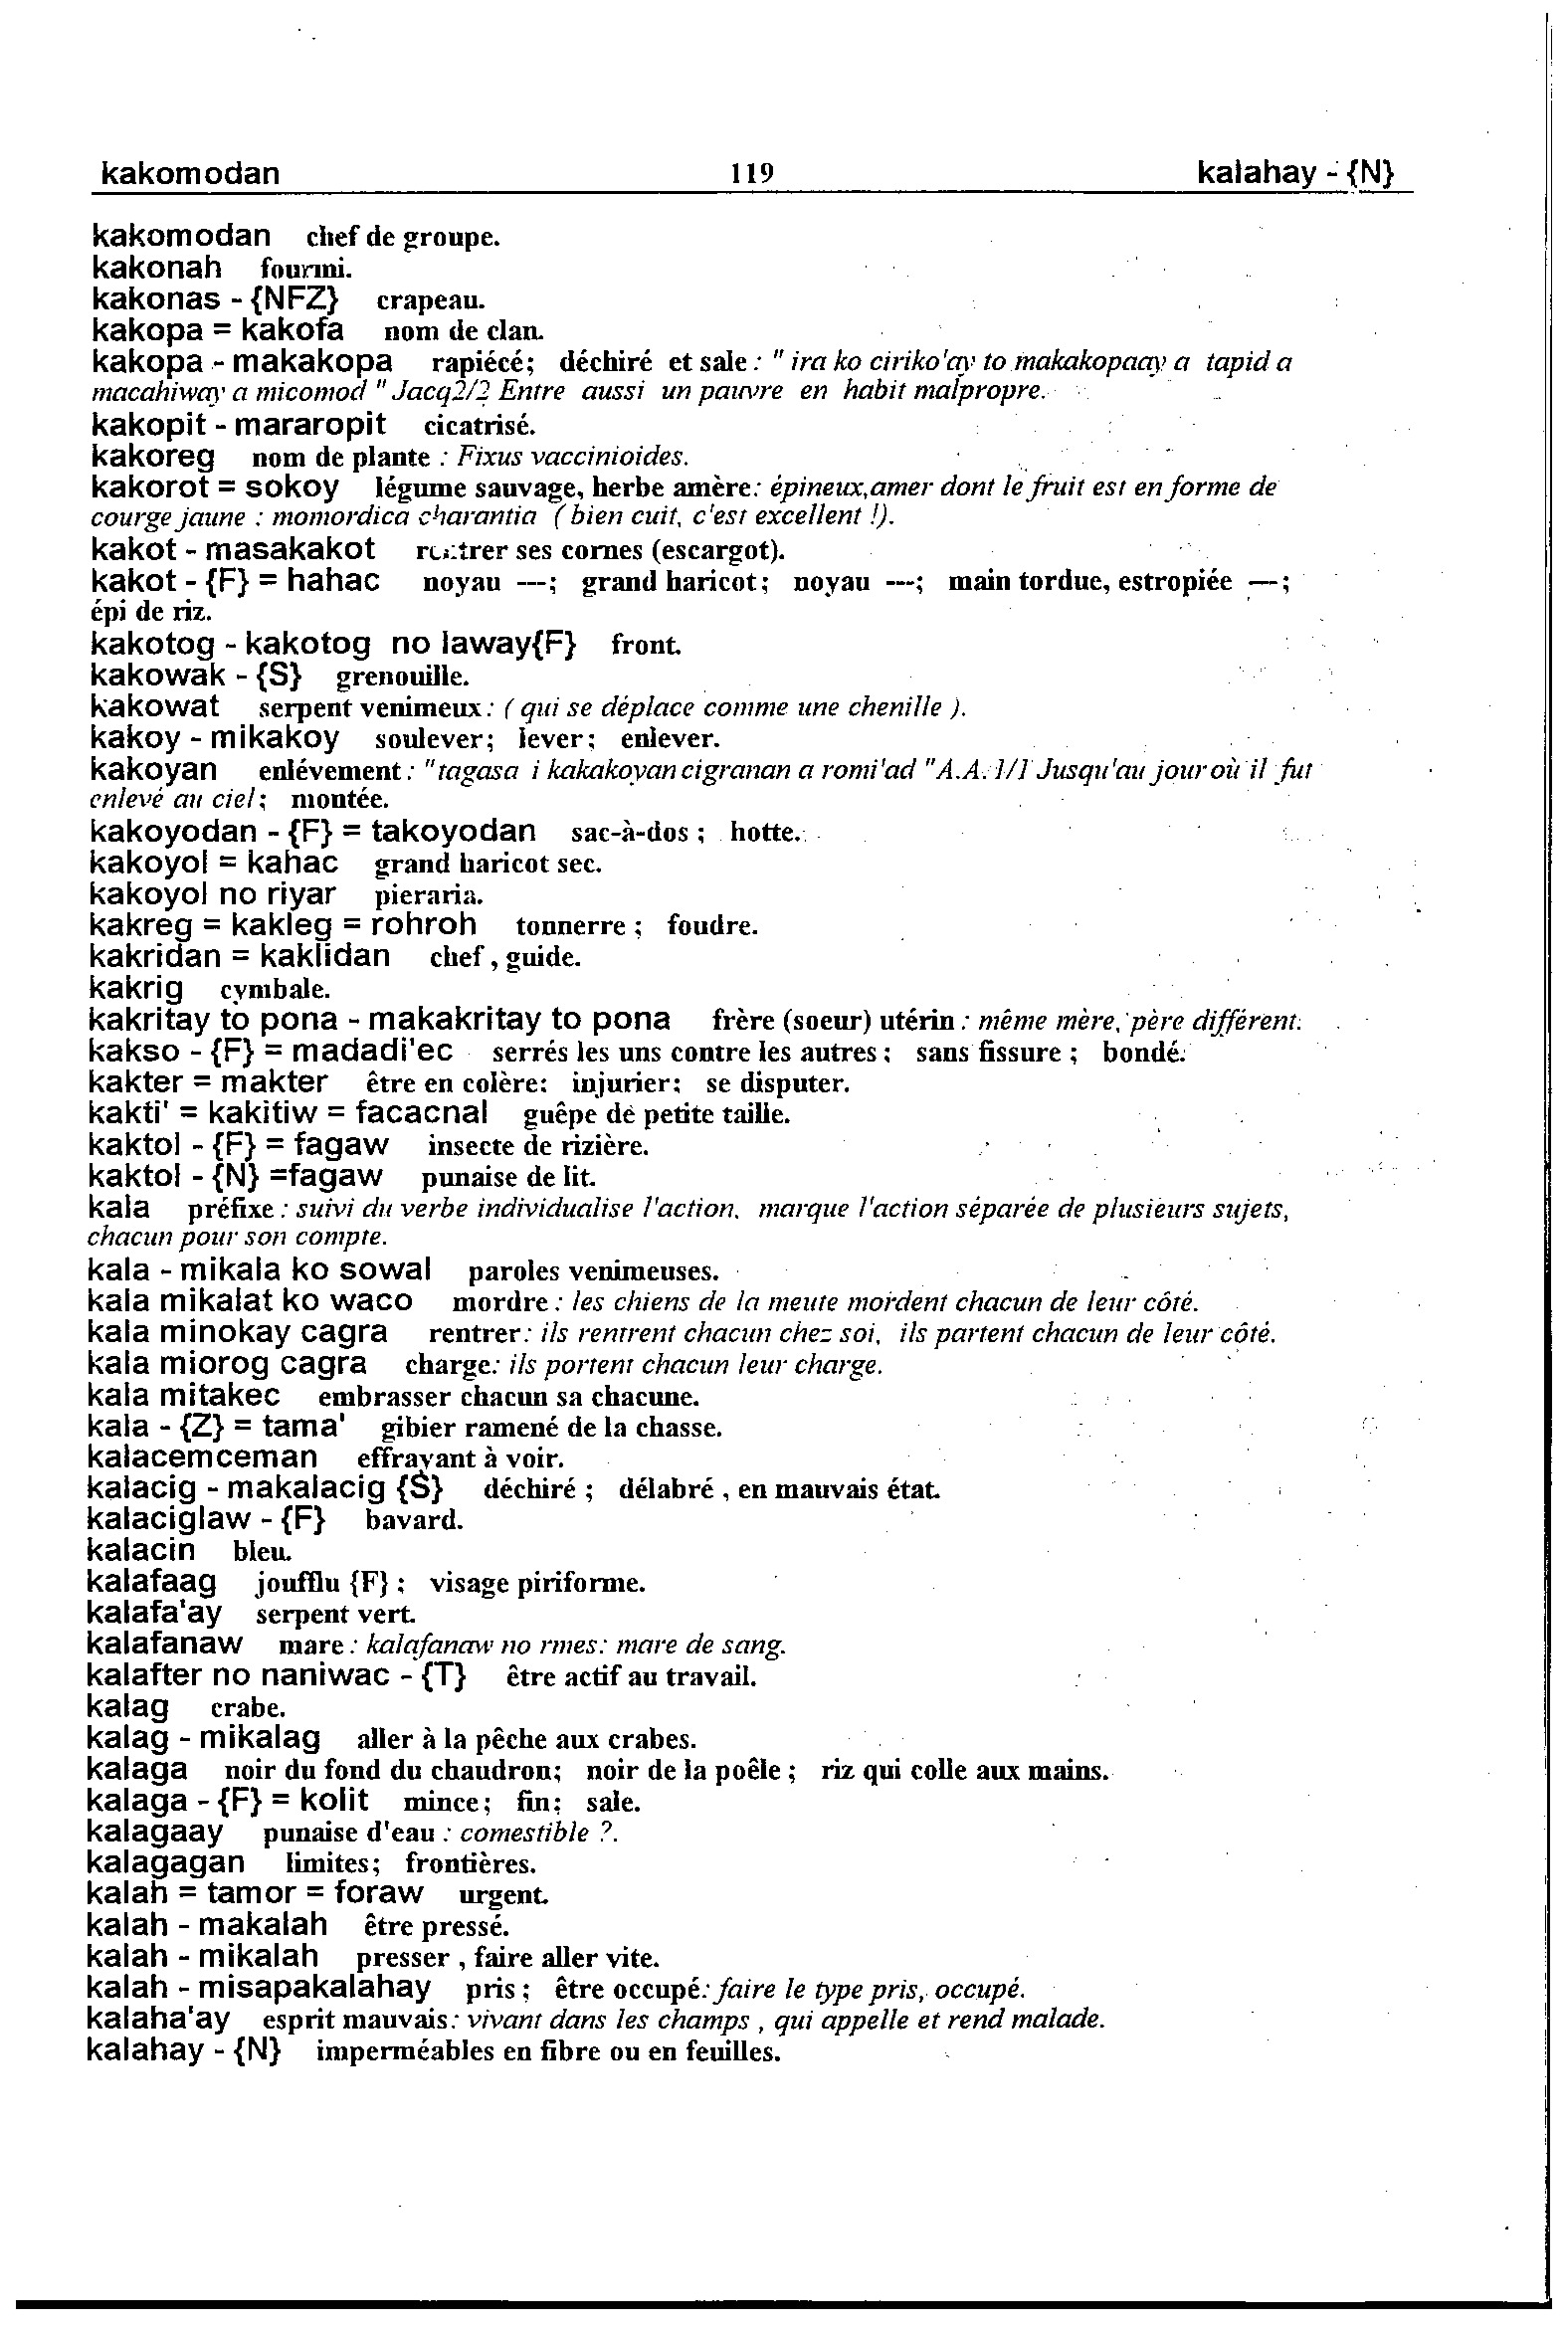 kakomodan 119 kalahay - {N}
kakomodan chef de groupe.
kakonah fourmi.
kakonas - {NFZ} crapeau.
kakopa = kakofa nom de clan.
kakopa - makakopa rapiécé; déchiré et sale : " ira ko ciriko'ay to makakopaay a tapid a
macahiway a micomod " Jacq2/2 Entre aussi un pauvre en habit malpropre.
kakopit - mararopit cicatrisé.
kakoreg nom de plante : Fixus vaccinioides.
kakorot = sokoy légume sauvage, herbe amère: épineux,amer dont le fruit est en forme de
courge jaune : momordica charantia ( bien cuit, c'est excellent !).
kakot - masakakot rentrer ses cornes (escargot).
kakot - {F} = hahac noyau ---; grand haricot; noyau ---; main tordue, estropiée ---;
épi de riz.
kakotog - kakotog no laway{F} front.
kakowak - {S} grenouille.
kakowat serpent venimeux: ( qui se déplace comme une chenille ).
kakoy - mikakoy soulever; lever; enlever.
kakoyan enlévement : "tagasa i kakakoyan cigranan a romi'ad "A.A. 1/1 Jusqu'au jour où il fut
enlevé au ciel; montée.
kakoyodan - {F} = takoyodan sac-à-dos ; hotte.
kakoyol = kahac grand haricot sec.
kakoyol no riyar pieraria.
kakreg = kakleg = rohroh tonnerre ; foudre.
kakridan = kaklidan chef , guide.
kakrig cymbale.
kakritay to pona - makakritay to pona frère (soeur) utérin : même mère, père différent.
kakso - {F} = madadi'ec serrés les uns contre les autres ; sans fissure ; bondé.
kakter = makter être en colère; injurier; se disputer.
kakti' = kakitiw = facacnal guêpe de petite taille.
kaktol - {F} = fagaw insecte de rizière.
kaktol - {N} =fagaw punaise de lit.
kala préfixe : suivi du verbe individualise l'action, marque l'action séparée de plusieurs sujets,
chacun pour son compte.
kala - mikala ko sowal paroles venimeuses.
kala mikalat ko waco mordre : les chiens de la meute mordent chacun de leur côté.
kala minokay cagra rentrer: ils rentrent chacun chez soi, ils partent chacun de leur côté.
kala miorog cagra charge: ils portent chacun leur charge.
kala mitakec embrasser chacun sa chacune.
kala - {Z} = tama' gibier ramené de la chasse.
kalacemceman effrayant à voir.
kalacig - makalacig {S} déchiré ; délabré , en mauvais état.
kalaciglaw - {F} bavard.
kalacin bleu.
kalafaag joufflu {F} ; visage piriforme.
kalafa'ay serpent vert.
kalafanaw mare : kalafanaw no rmes: mare de sang.
kalafter no naniwac - {T} être actif au travail.
kalag crabe.
kalag - mikalag aller à la pêche aux crabes.
kalaga noir du fond du chaudron; noir de la poêle ; riz qui colle aux mains.
kalaga - {F} = kolit mince; fin; sale.
kalagaay punaise d'eau : comestible ?.
kalagagan limites; frontières.
kalah = tamor = foraw urgent.
kalah - makalah être pressé.
kalah - mikalah presser , faire aller vite.
kalah - misapakalahay pris ; être occupé: faire le type pris, occupé.
kalaha'ay esprit mauvais: vivant dans les champs , qui appelle et rend malade.
kalahay - {N} imperméables en fibre ou en feuilles.